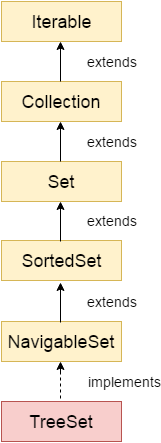 Iterable
extends
Collection
extends
Set
extends
SortedSet
extends
NavigableSet
implements
TreeSet